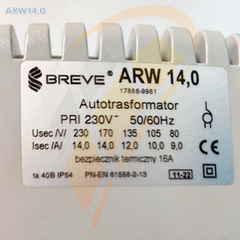 ARW14.0
BREVE ARW 14,0
17886-9981
Autotrasformator
PRI 230V~ 50/60Hz
Usec /V/ 230 170 135 105 80
Isec /A/ 14,0 14,0 12,0 10,0 9,0
bezpiecznik termiczny 16A
ta 40B IP54 PN-EN 61558-2-13 11-22